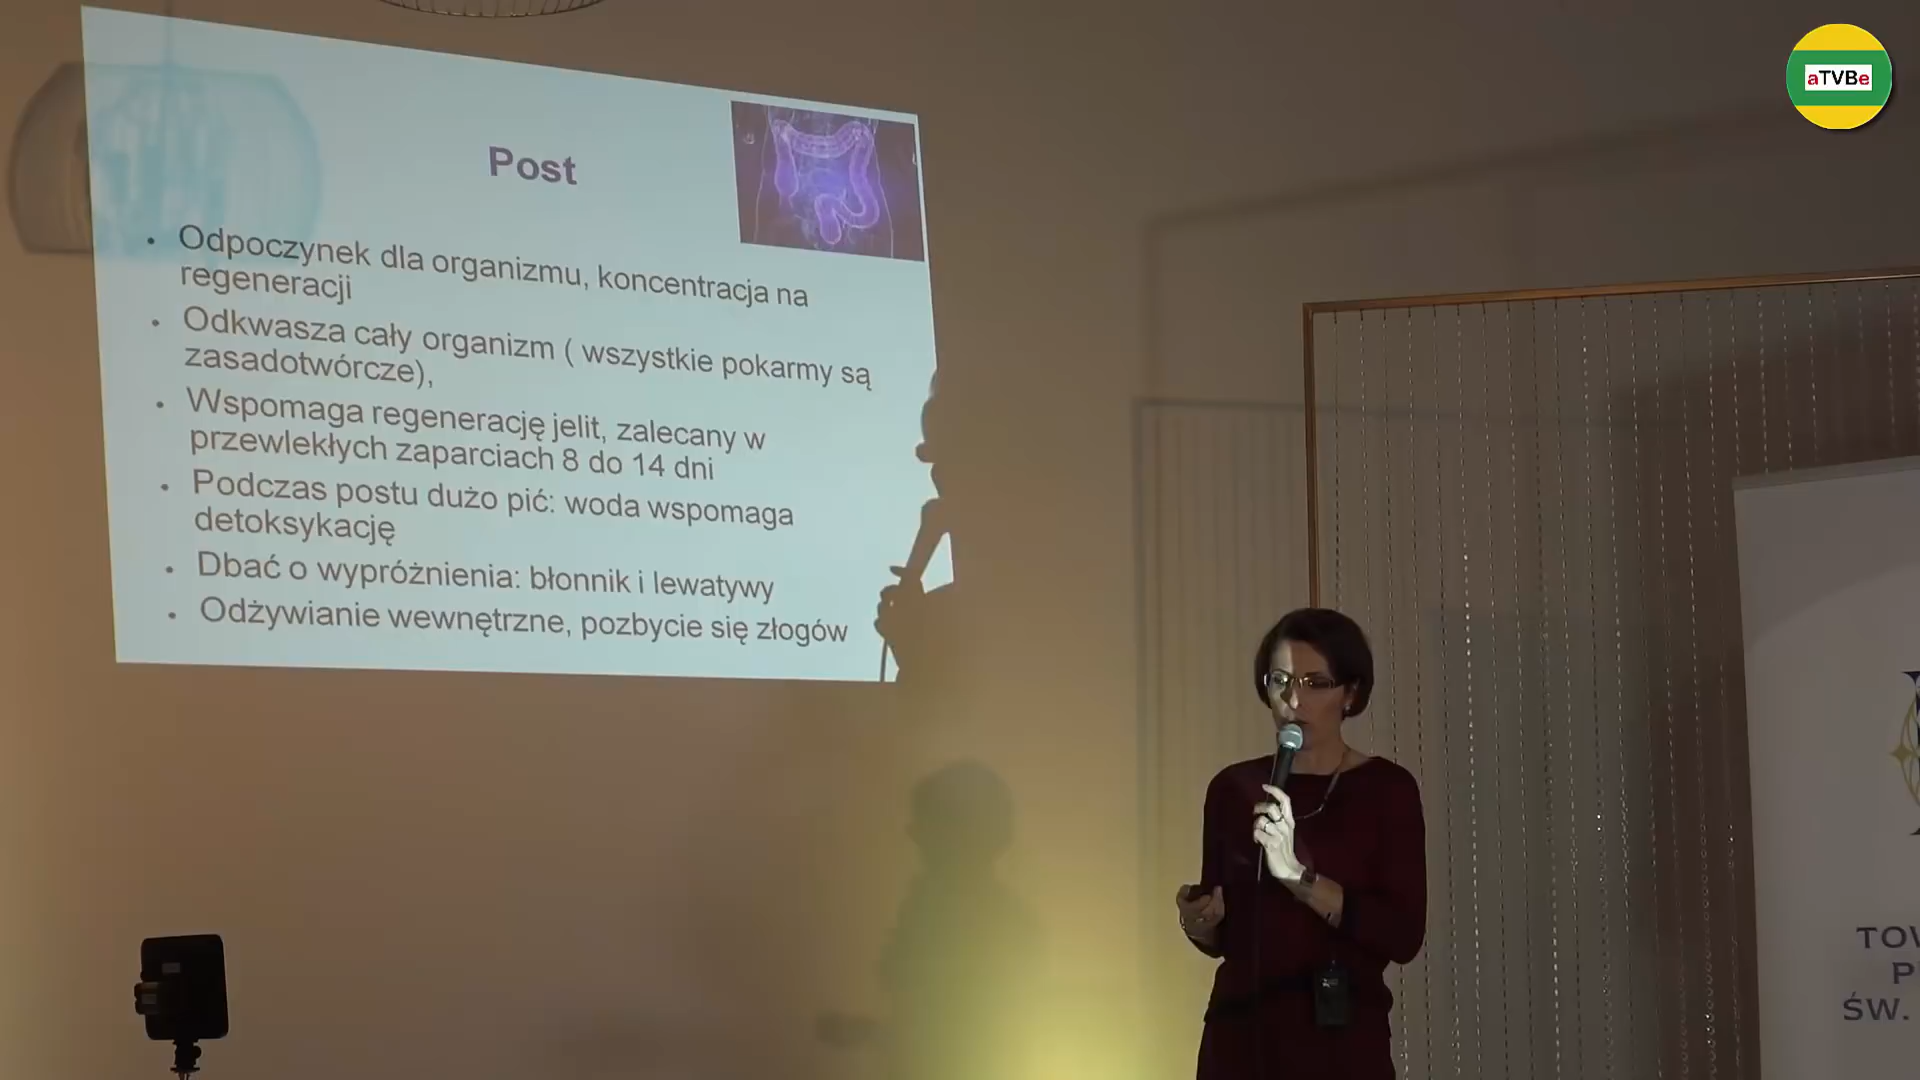 aTVBe
Post
• Odpoczynek dla organizmu, koncentracja na
regeneracji
• Odkwasza cały organizm ( wszystkie pokarmy są
zasadotwórcze),
• Wspomaga regenerację jelit, zalecany w
przewlekłych zaparciach 8 do 14 dni
• Podczas postu dużo pić: woda wspomaga
detoksykację
• Dbać o wypróżnienia: błonnik i lewatywy
• Odżywianie wewnętrzne, pozbycie się złogów
ŚW.